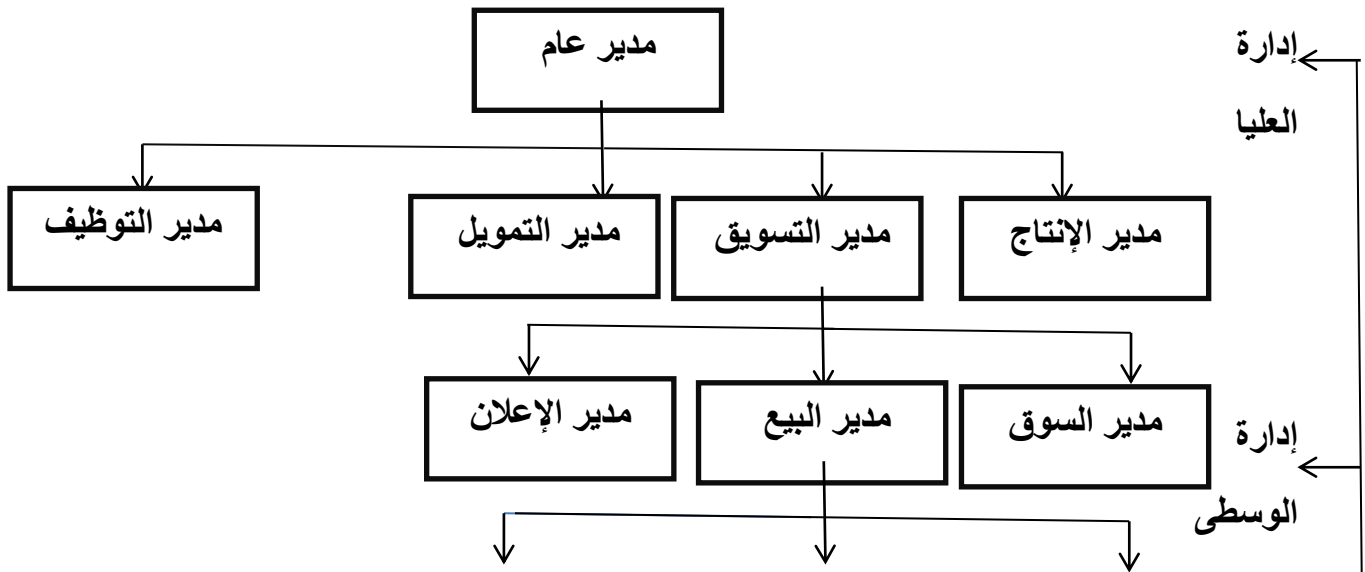 مدير عام
إدارة
العليا
مدير الإنتاج
مدير التسويق
مدير التمويل
مدير التوظيف
مدير السوق
مدير البيع
مدير الإعلان
إدارة
الوسطى